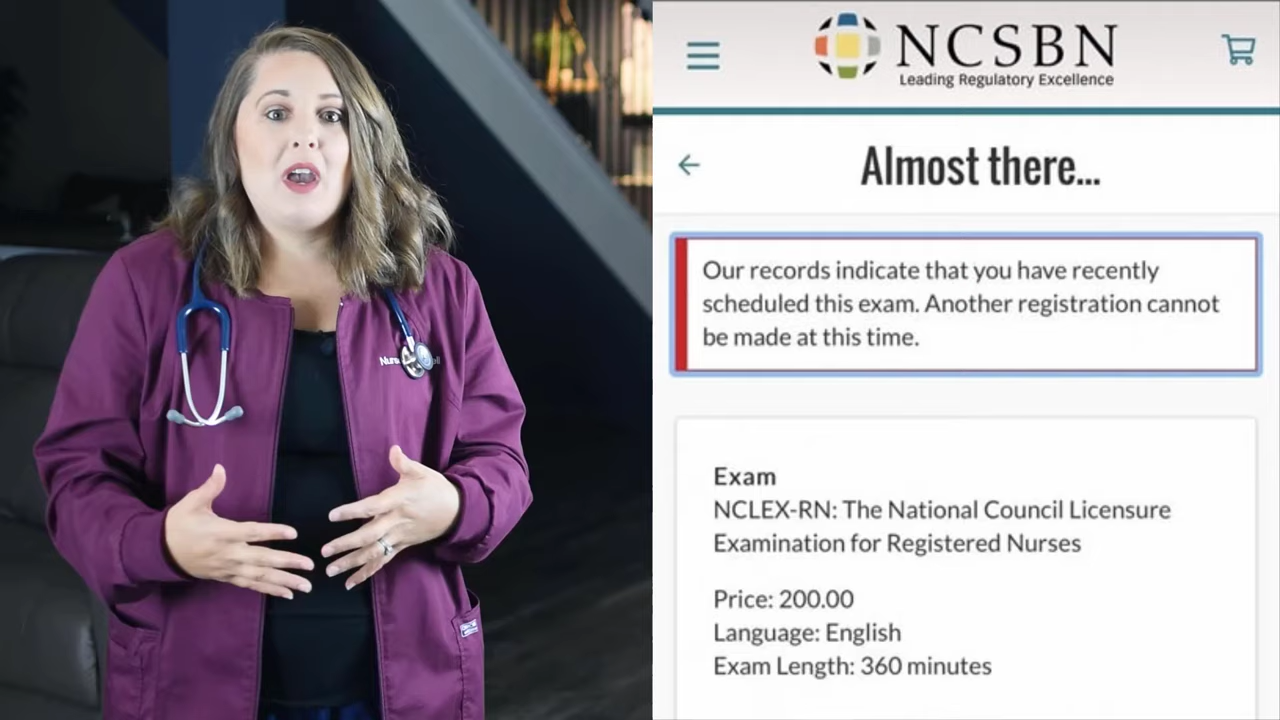 NCSBN
Leading Regulatory Excellence
Almost there...
Our records indicate that you have recently
scheduled this exam. Another registration cannot
be made at this time.
Exam
NCLEX-RN: The National Council Licensure
Examination for Registered Nurses
Price: 200.00
Language: English
Exam Length: 360 minutes